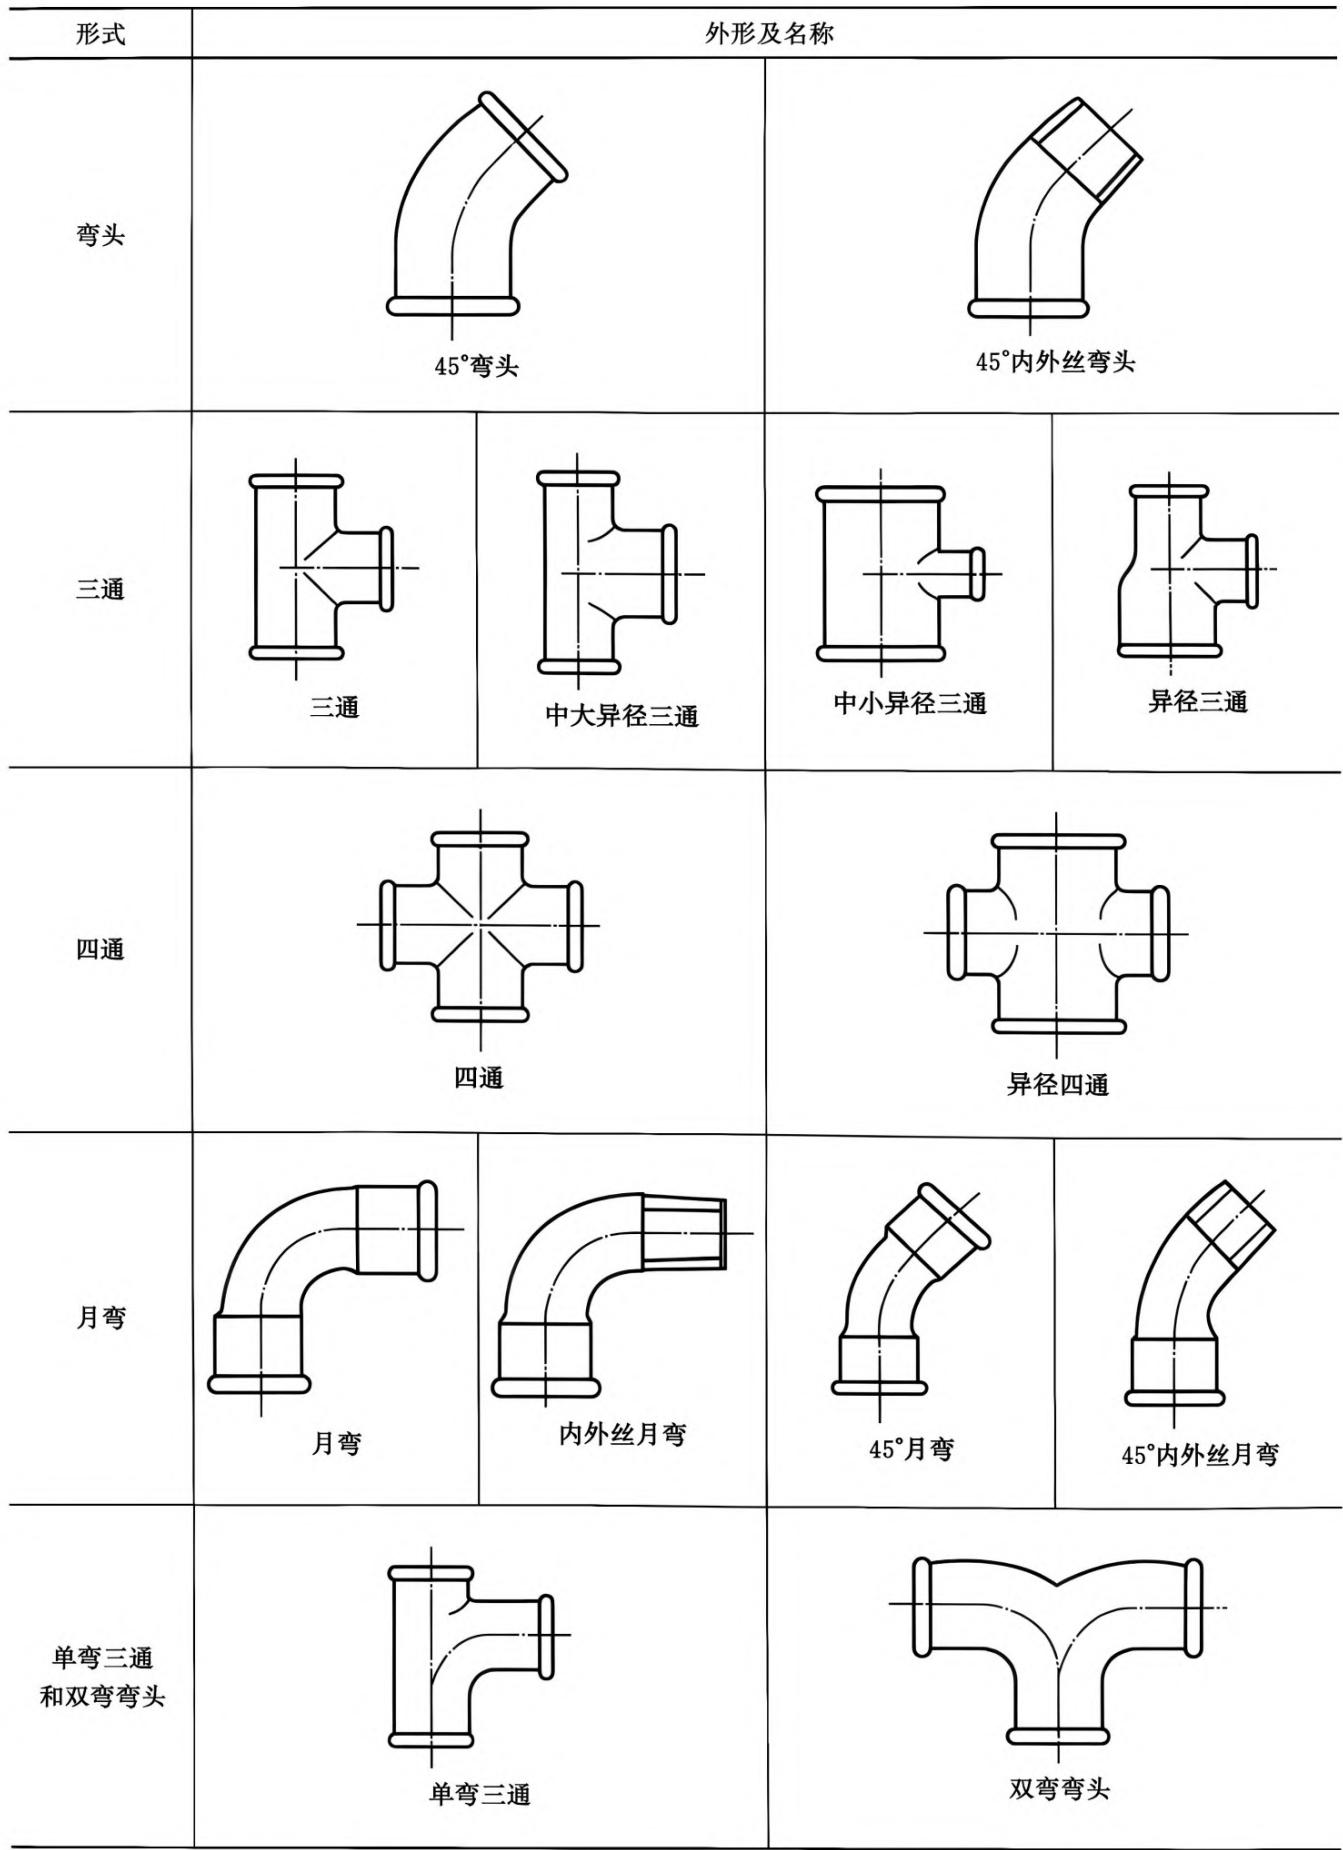 形式
外形及名称
弯头
45°弯头
45°内外丝弯头
三通
三通
中大异径三通
中小异径三通
异径三通
四通
四通
异径四通
月弯
月弯
内外丝月弯
45°月弯
45°内外丝月弯
单弯三通
和双弯弯头
单弯三通
双弯弯头